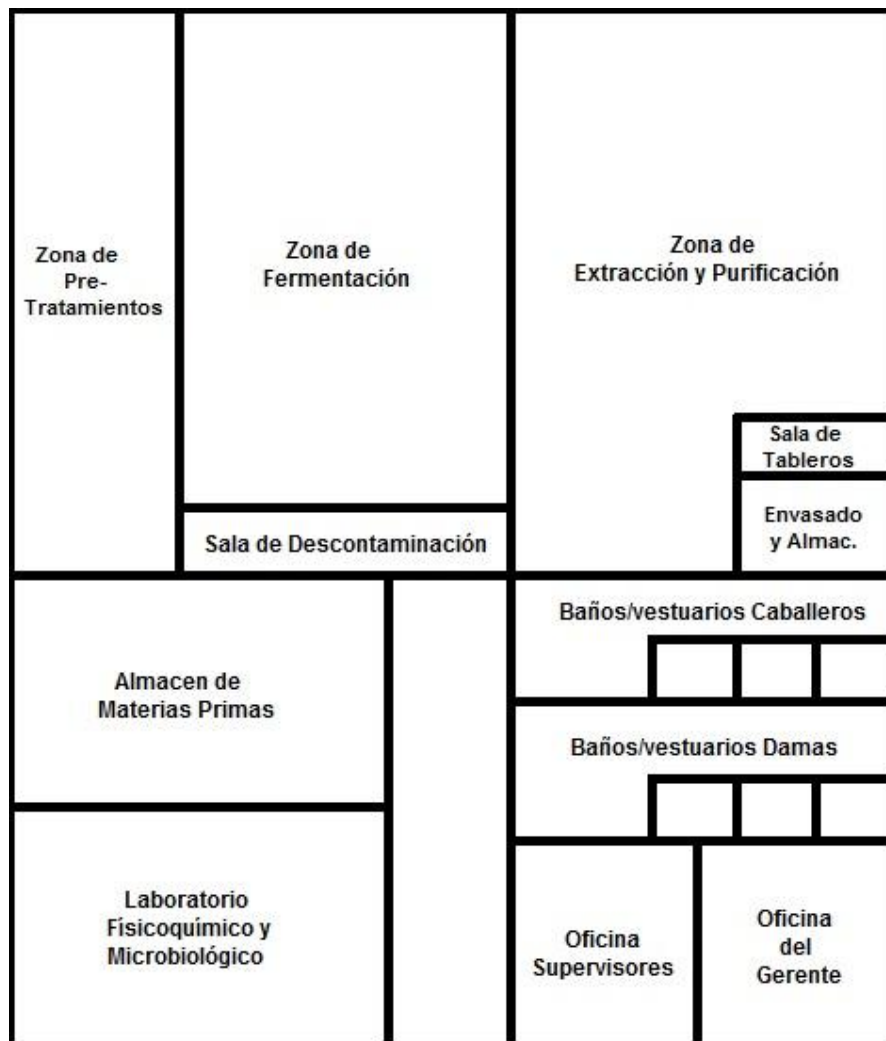 Zona de
Pre-
Tratamientos
Zona de
Fermentación
Zona de
Extracción y Purificación
Sala de
Tableros
Envasado
y Almac.
Sala de Descontaminación
Almacen de
Materias Primas
Baños/vestuarios Caballeros
Baños/vestuarios Damas
Laboratorio
Físicoquímico y
Microbiológico
Oficina
Supervisores
Oficina
del
Gerente